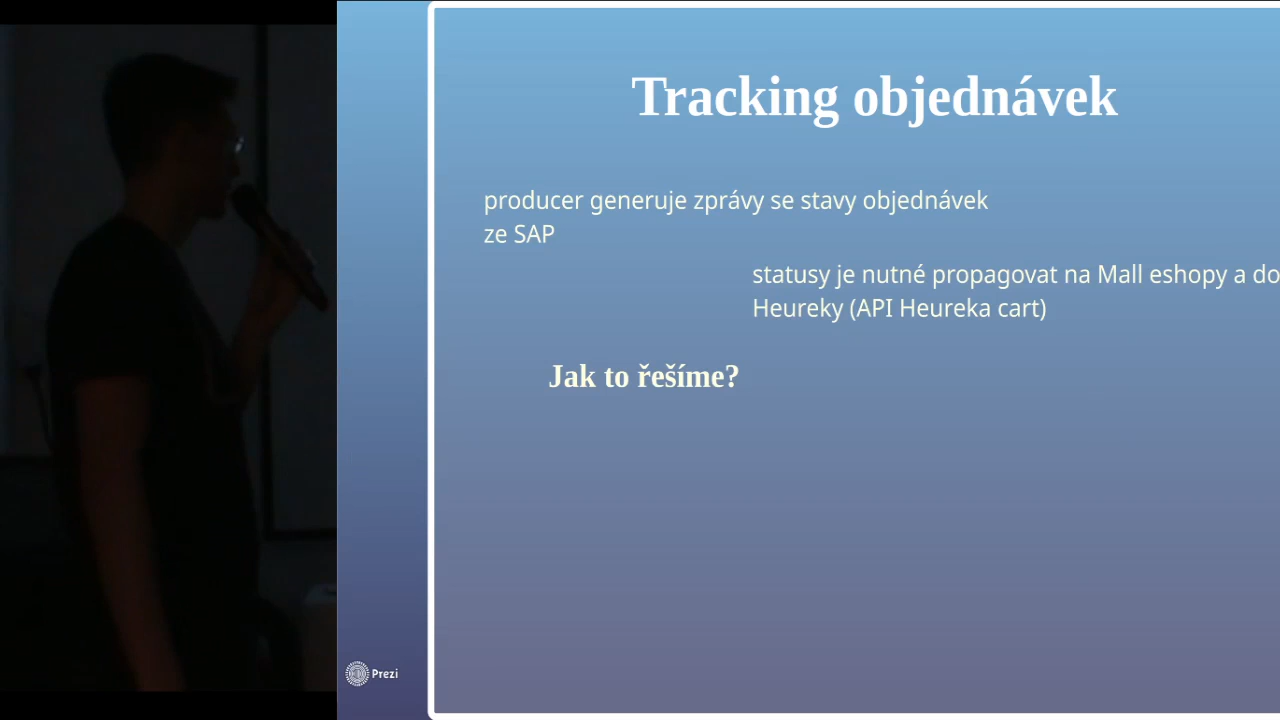 Tracking objednávek
producer generuje zprávy se stavy objednávek
ze SAP
statusy je nutné propagovat na Mall eshopy a do
Heureky (API Heureka cart)
Jak to řešíme?
Prezi